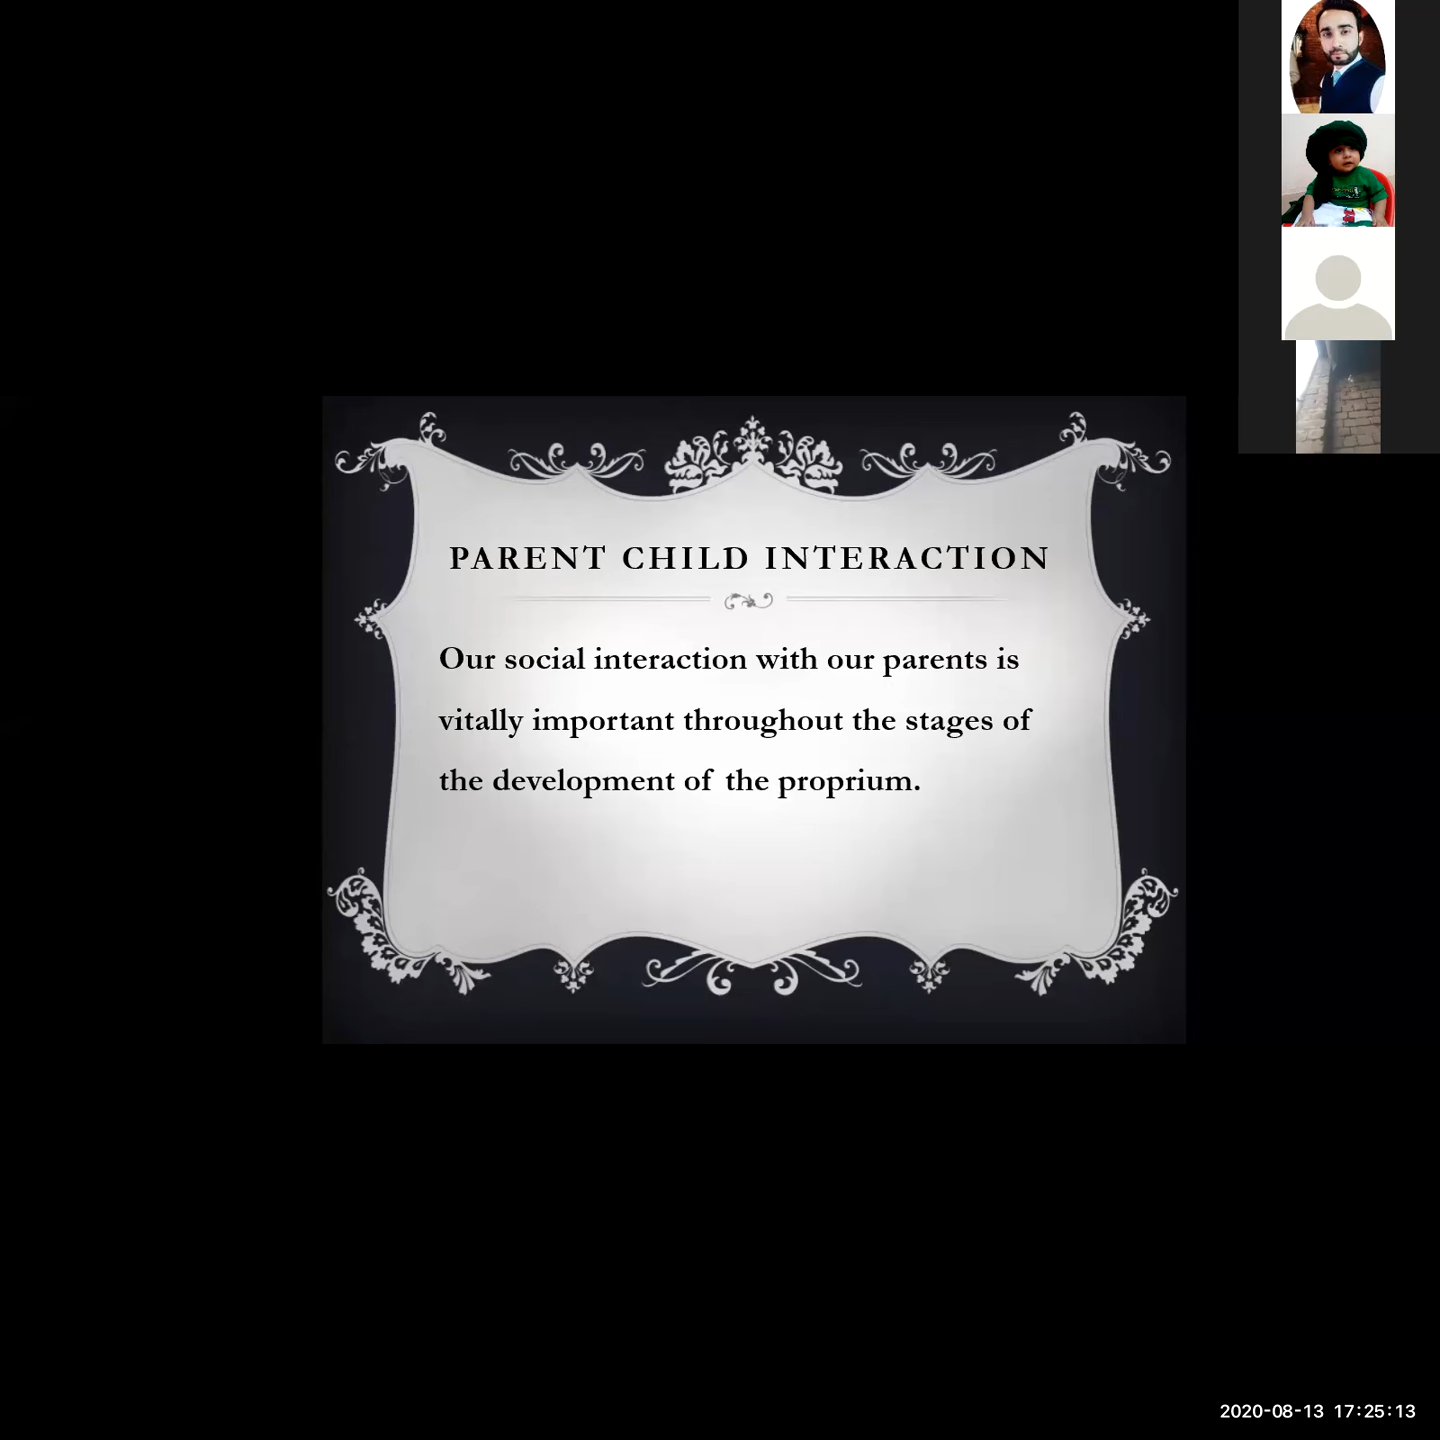 PARENT CHILD INTERACTION
Our social interaction with our parents is
vitally important throughout the stages of
the development of the proprium.
2020-08-13 17:25:13